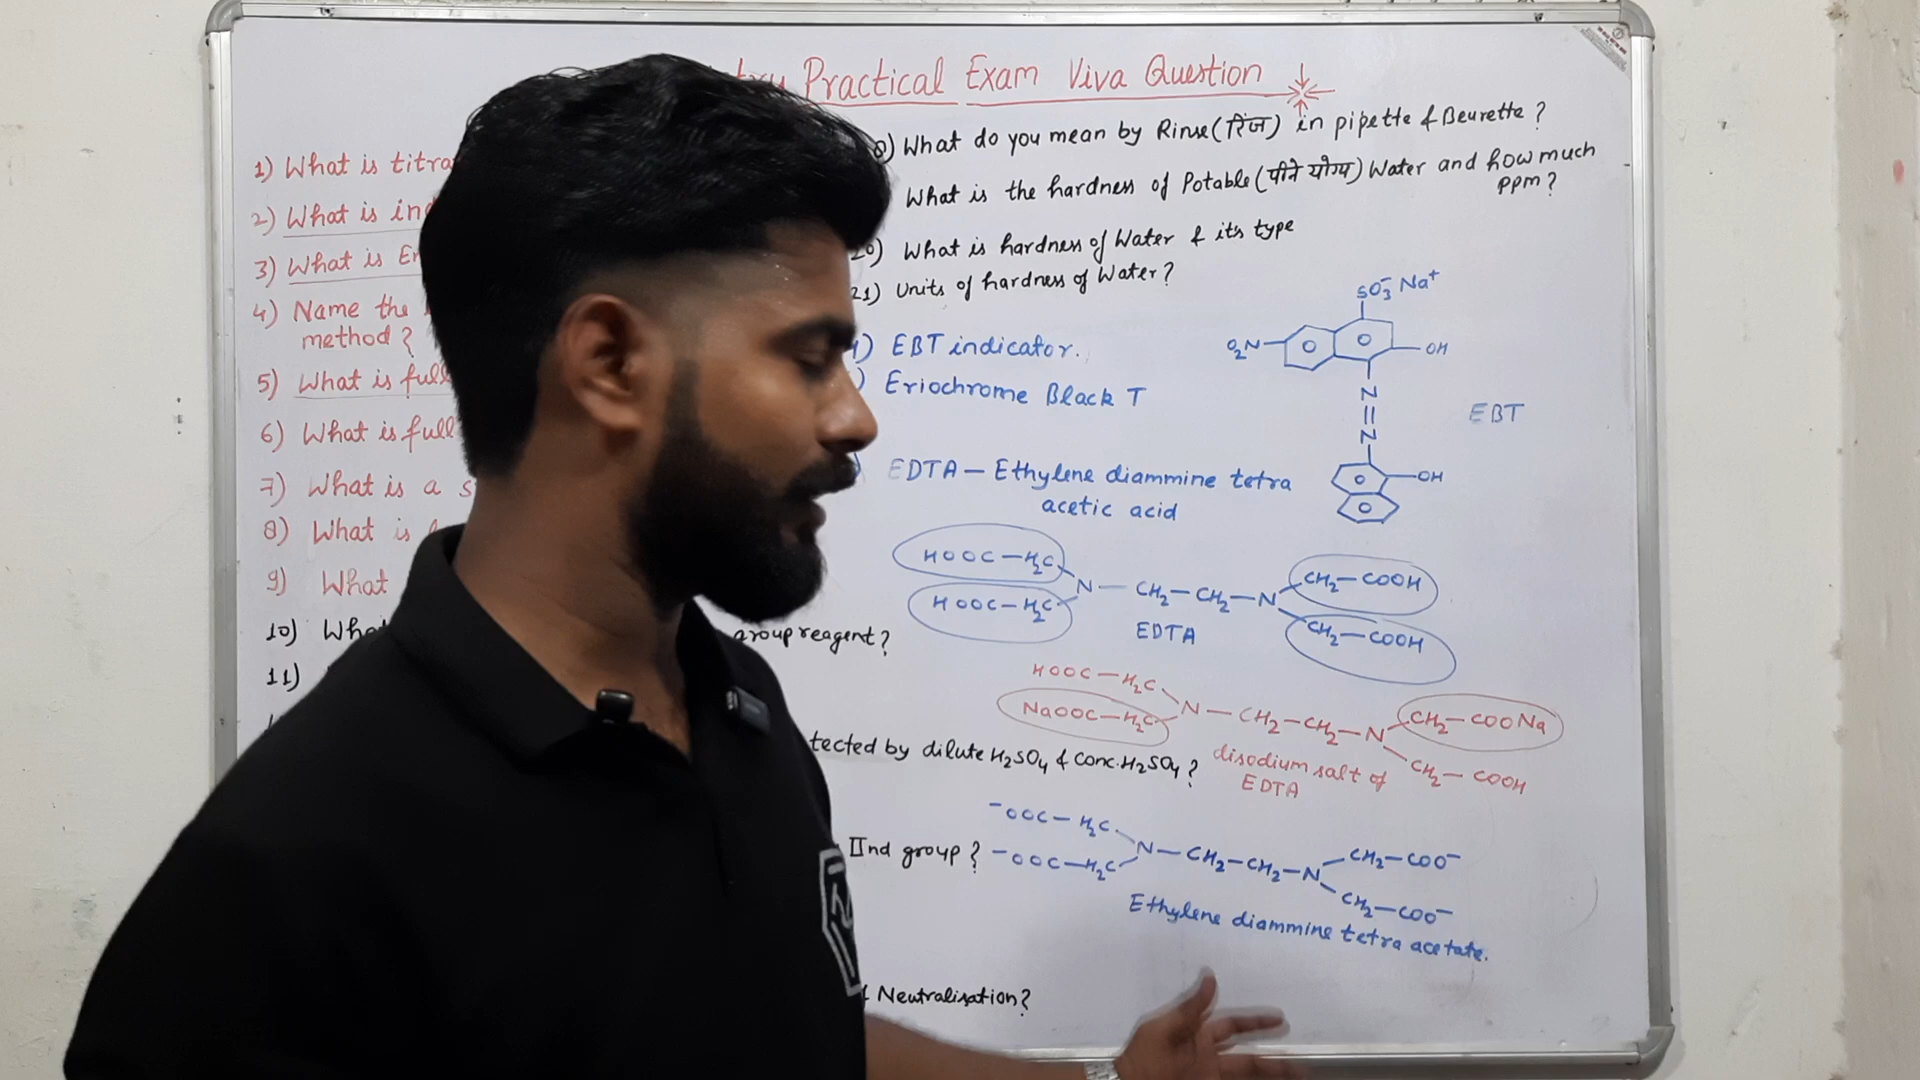 Practical Exam Viva Question
1) What is
2) What is
3) What is
4) Name the
method?
5) What is full
6) What is full
7) What is a
8) What is
9) What
10)
11)
group reagent?
by dilute H₂SO₄ & Conc. H₂SO₄?
IInd group?
Neutralisation?
What do you mean by Rinse (रिंज) in pipette & Beurette?
What is the hardness of Potable (पीने योग्य) Water and how much
ppm?
20) What is hardness of Water & its type
21) Units of hardness of Water?
EBT indicator.
Eriochrome Black T
SO₃⁻ Na⁺
O₂N
OH
N
N
OH
EBT
EDTA — Ethylene diammine tetra
acetic acid
HOOC—H₂C
HOOC—H₂C
N—CH₂—CH₂—N
CH₂—COOH
CH₂—COOH
EDTA
HOOC—H₂C
NaOOC—H₂C
N—CH₂—CH₂—N
CH₂—COONa
CH₂—COOH
disodium salt of
EDTA
⁻OOC—H₂C
⁻OOC—H₂C
N—CH₂—CH₂—N
CH₂—COO⁻
CH₂—COO⁻
Ethylene diammine tetra acetate.